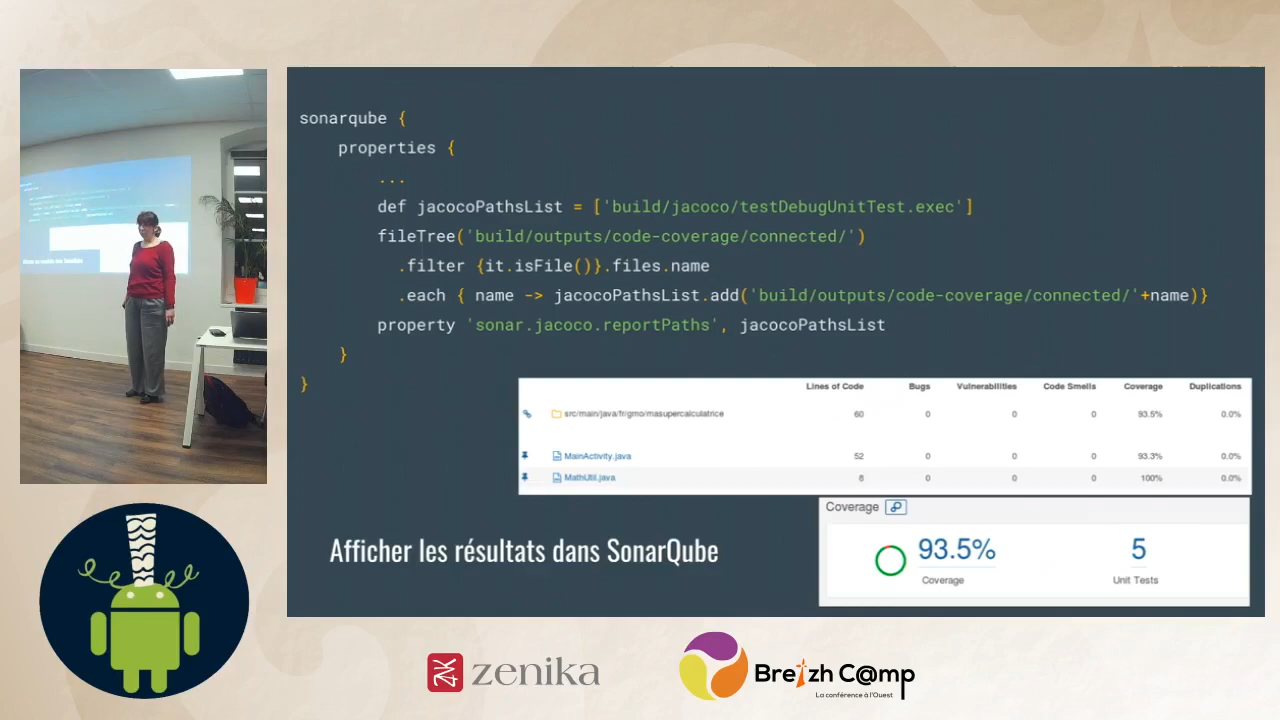 sonarqube {
properties {
...
def jacocoPathsList = ['build/jacoco/testDebugUnitTest.exec']
fileTree('build/outputs/code-coverage/connected/')
.filter {it.isFile()}.files.name
.each { name -> jacocoPathsList.add('build/outputs/code-coverage/connected/'+name)}
property 'sonar.jacoco.reportPaths', jacocoPathsList
}
}
Lines of Code Bugs Vulnerabilities Code Smells Coverage Duplications
src/main/java/fr/gmo/masupercalculatrice 60 0 0 0 93.5% 0.0%
MainActivity.java 52 0 0 0 93.3% 0.0%
MathUtil.java 8 0 0 0 100% 0.0%
Coverage
93.5% 5
Coverage Unit Tests
Afficher les résultats dans SonarQube
zenika
Breizh C@mp
La conférence à l'Ouest